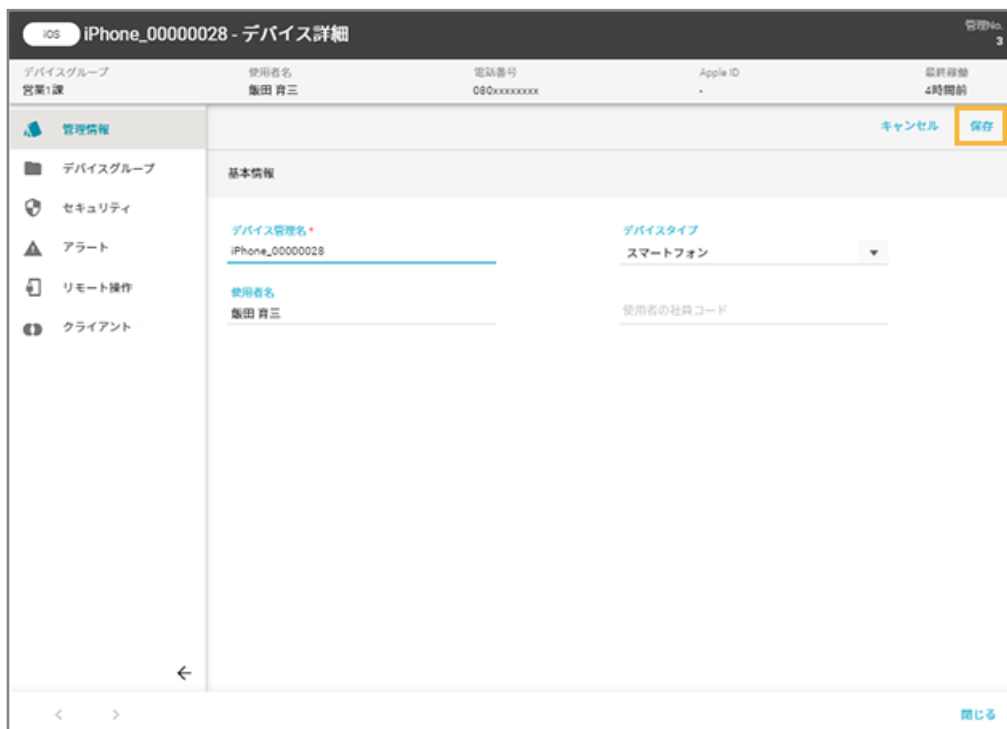 iOS iPhone_00000028 - デバイス詳細
管理No.
3
デバイスグループ 使用者名 電話番号 Apple ID 最終稼働
営業1課 飯田 育三 080xxxxxxxx - 4時間前
管理情報
キャンセル 保存
デバイスグループ
基本情報
セキュリティ
デバイス管理名* デバイスタイプ
アラート
iPhone_00000028 スマートフォン
リモート操作
使用者名
飯田 育三 使用者の社員コード
クライアント
閉じる